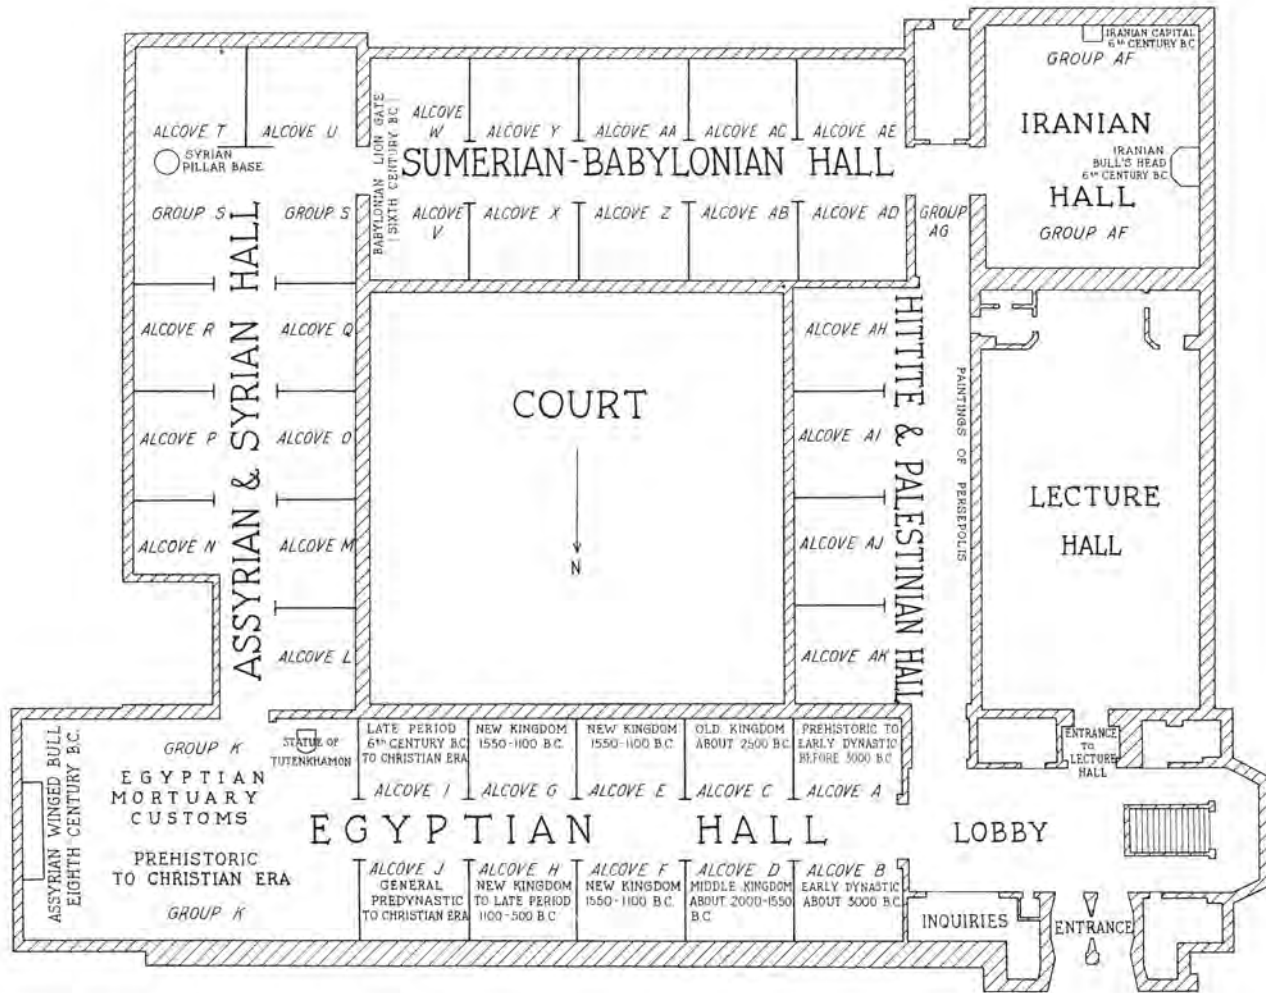 IRANIAN CAPITAL
6th CENTURY B.C
GROUP AF
IRANIAN
IRANIAN
BULL'S HEAD
6th CENTURY B.C.
HALL
GROUP AF
ALCOVE T
ALCOVE U
SYRIAN
PILLAR BASE
GROUP S
GROUP S
BABYLONIAN LION GATE
SIXTH CENTURY BC
ALCOVE
W
ALCOVE Y
ALCOVE AA
ALCOVE AC
ALCOVE AE
SUMERIAN-BABYLONIAN HALL
ALCOVE
V
ALCOVE X
ALCOVE Z
ALCOVE AB
ALCOVE AD
GROUP
AG
ASSYRIAN & SYRIAN HALL
ALCOVE R
ALCOVE Q
ALCOVE P
ALCOVE O
ALCOVE N
ALCOVE M
ALCOVE L
COURT
N
ALCOVE AH
ALCOVE AI
ALCOVE AJ
ALCOVE AK
HITTITE & PALESTINIAN HALL
PAINTINGS OF PERSEPOLIS
LECTURE
HALL
ENTRANCE
TO
LECTURE
HALL
ASSYRIAN WINGED BULL
EIGHTH CENTURY B.C.
GROUP K
EGYPTIAN
MORTUARY
CUSTOMS
PREHISTORIC
TO CHRISTIAN ERA
GROUP K
STATUE OF
TUTENKHAMON
LATE PERIOD
6th CENTURY B.C.
TO CHRISTIAN ERA
ALCOVE I
NEW KINGDOM
1550-1100 B.C.
ALCOVE G
NEW KINGDOM
1550-1100 B.C.
ALCOVE E
OLD KINGDOM
ABOUT 2500 B.C.
ALCOVE C
PREHISTORIC TO
EARLY DYNASTIC
BEFORE 3000 B.C
ALCOVE A
EGYPTIAN HALL
ALCOVE J
GENERAL
PREDYNASTIC
TO CHRISTIAN ERA
ALCOVE H
NEW KINGDOM
TO LATE PERIOD
1100-500 B.C
ALCOVE F
NEW KINGDOM
1550-1100 B.C.
ALCOVE D
MIDDLE KINGDOM
ABOUT 2000-1550
B.C.
ALCOVE B
EARLY DYNASTIC
ABOUT 3000 B.C.
LOBBY
INQUIRIES
ENTRANCE